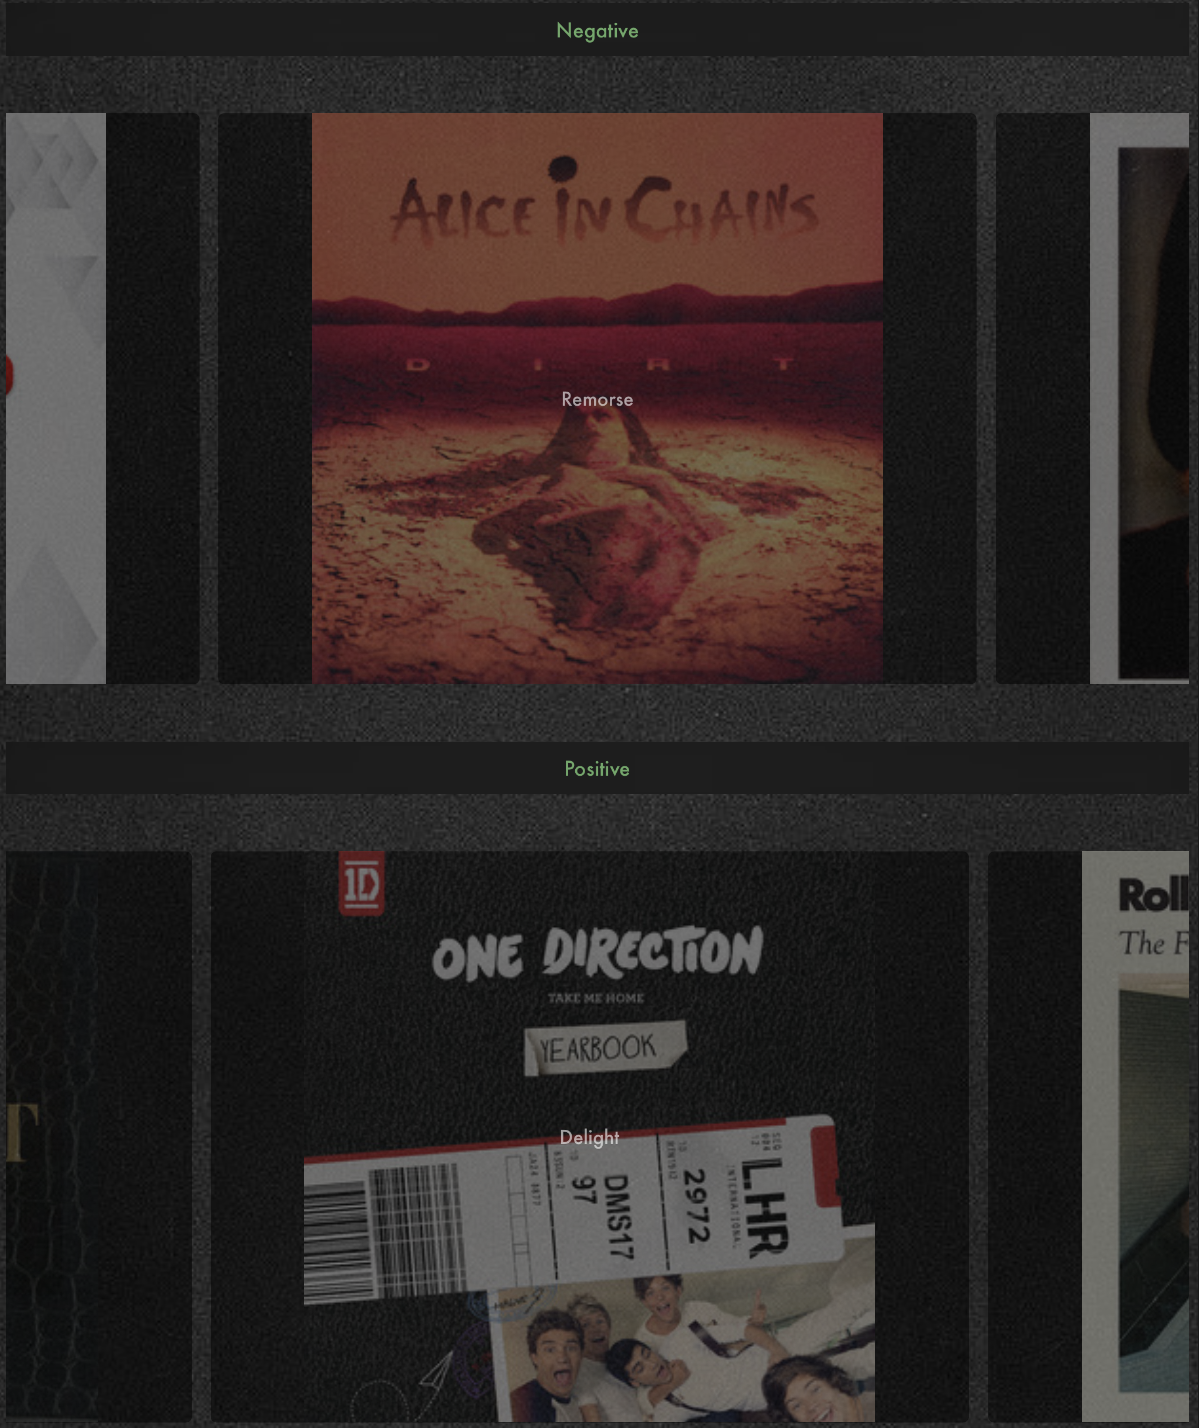 Negative
ALICE IN CHAINS
D I R T
Remorse
Positive
1D
ONE DIRECTION
TAKE ME HOME
YEARBOOK
Roll
The F
T
Delight
LHR
INTERNATIONAL
2972
DMS17
97